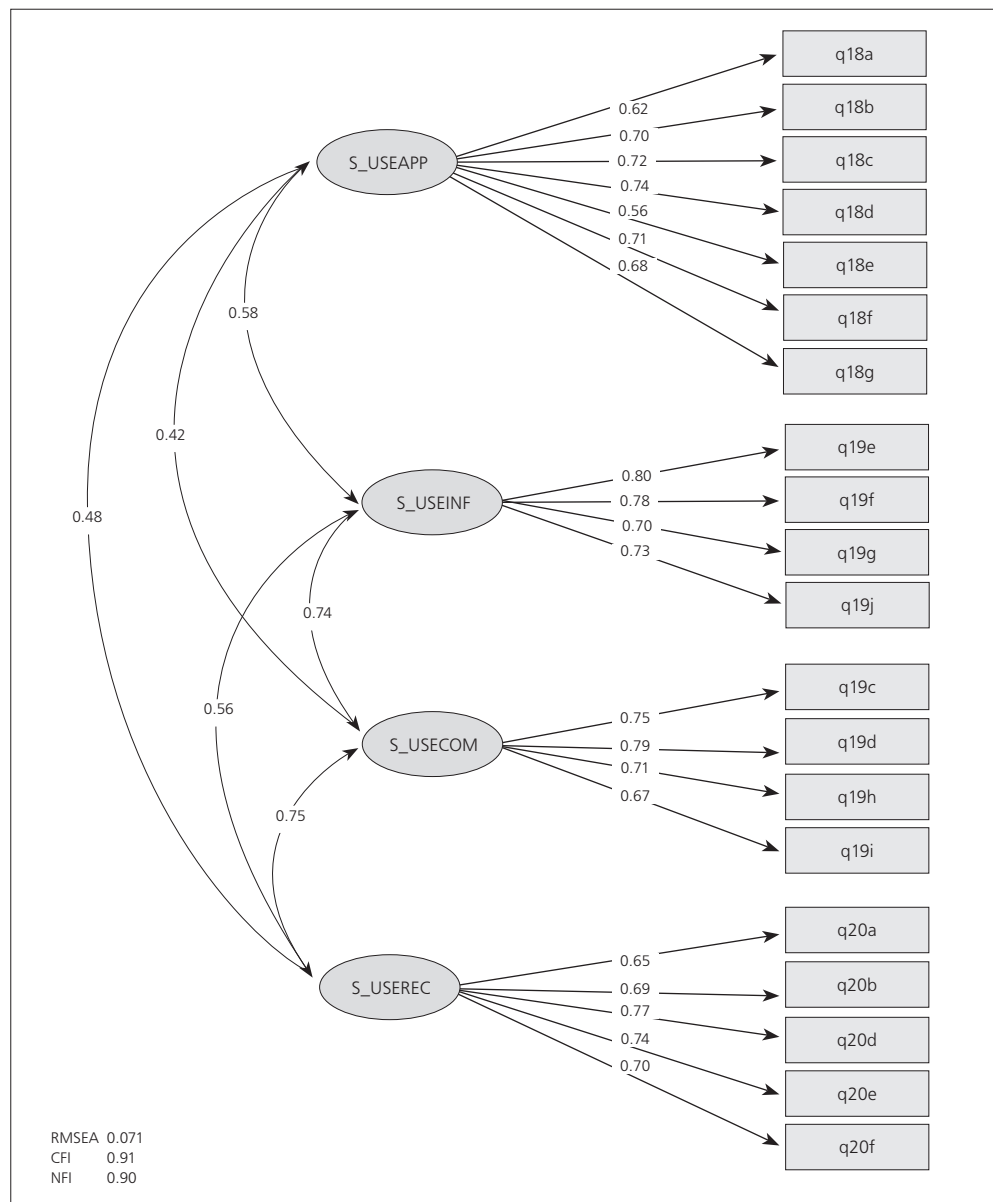 q18a
0.62
q18b
0.70
S_USEAPP
0.72
q18c
0.74
q18d
0.56
0.71
q18e
0.68
q18f
0.58
q18g
0.42
q19e
0.80
0.78
q19f
S_USEINF
0.48
0.70
q19g
0.73
q19j
0.74
q19c
0.56
0.75
S_USECOM
0.79
q19d
0.71
0.67
q19h
0.75
q19i
q20a
0.65
S_USEREC
0.69
q20b
0.77
0.74
q20d
0.70
q20e
q20f
RMSEA 0.071
CFI 0.91
NFI 0.90